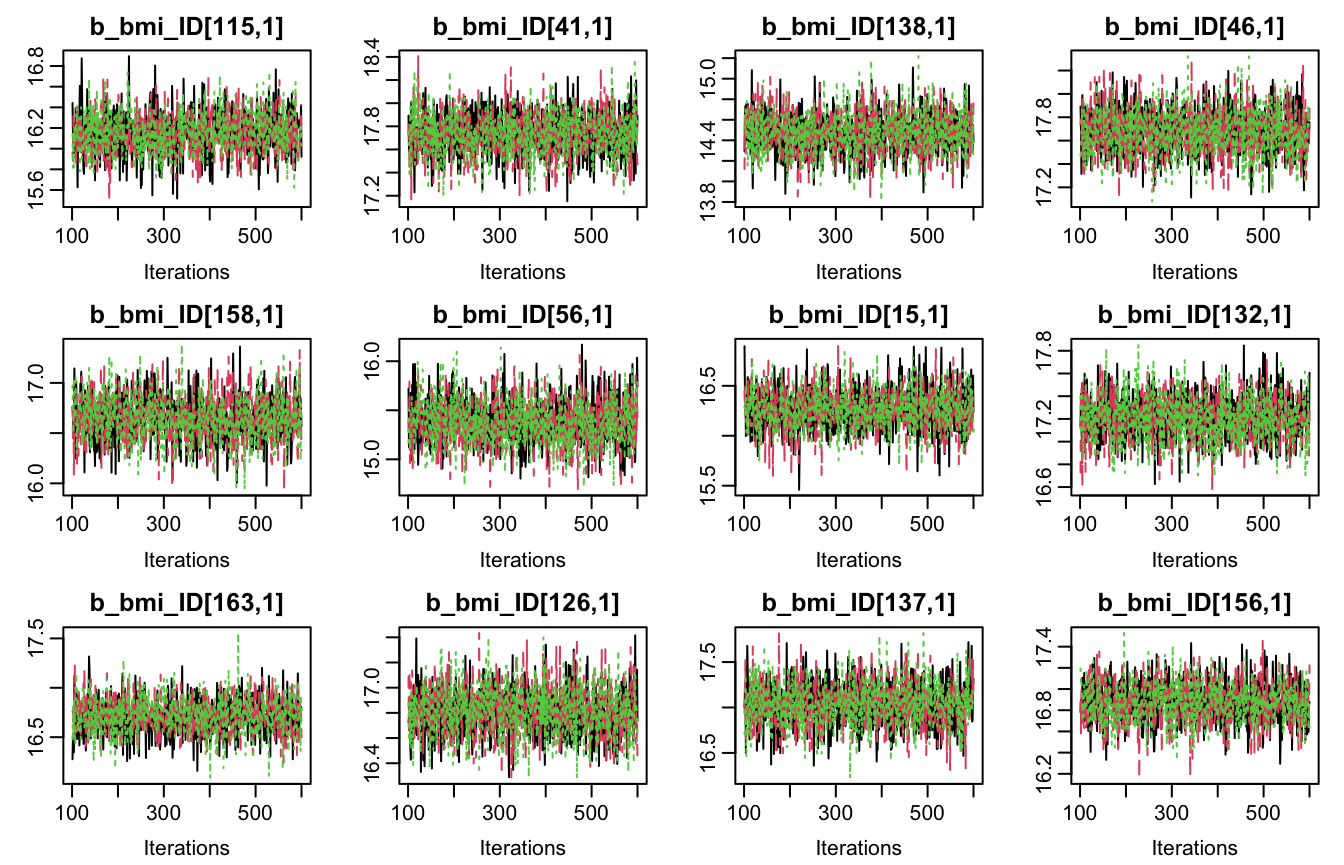 b_bmi_ID[115,1] b_bmi_ID[41,1] b_bmi_ID[138,1] b_bmi_ID[46,1]
15.6 16.2 16.8 17.2 17.8 18.4 13.8 14.4 15.0 17.2 17.8
100 300 500 100 300 500 100 300 500 100 300 500
Iterations Iterations Iterations Iterations
b_bmi_ID[158,1] b_bmi_ID[56,1] b_bmi_ID[15,1] b_bmi_ID[132,1]
16.0 17.0 15.0 16.0 15.5 16.5 16.6 17.2 17.8
100 300 500 100 300 500 100 300 500 100 300 500
Iterations Iterations Iterations Iterations
b_bmi_ID[163,1] b_bmi_ID[126,1] b_bmi_ID[137,1] b_bmi_ID[156,1]
16.5 17.5 16.4 17.0 16.5 17.5 16.2 16.8 17.4
100 300 500 100 300 500 100 300 500 100 300 500
Iterations Iterations Iterations Iterations